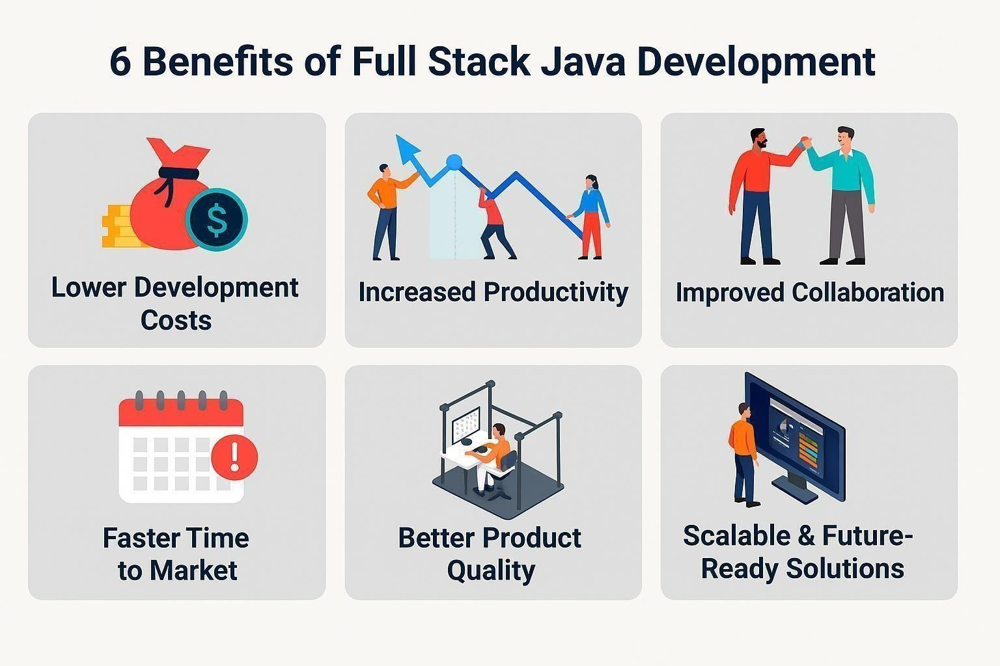 6 Benefits of Full Stack Java Development
$
Lower Development
Costs
Increased Productivity
Improved Collaboration
!
Faster Time
to Market
Better Product
Quality
Scalable & Future-
Ready Solutions